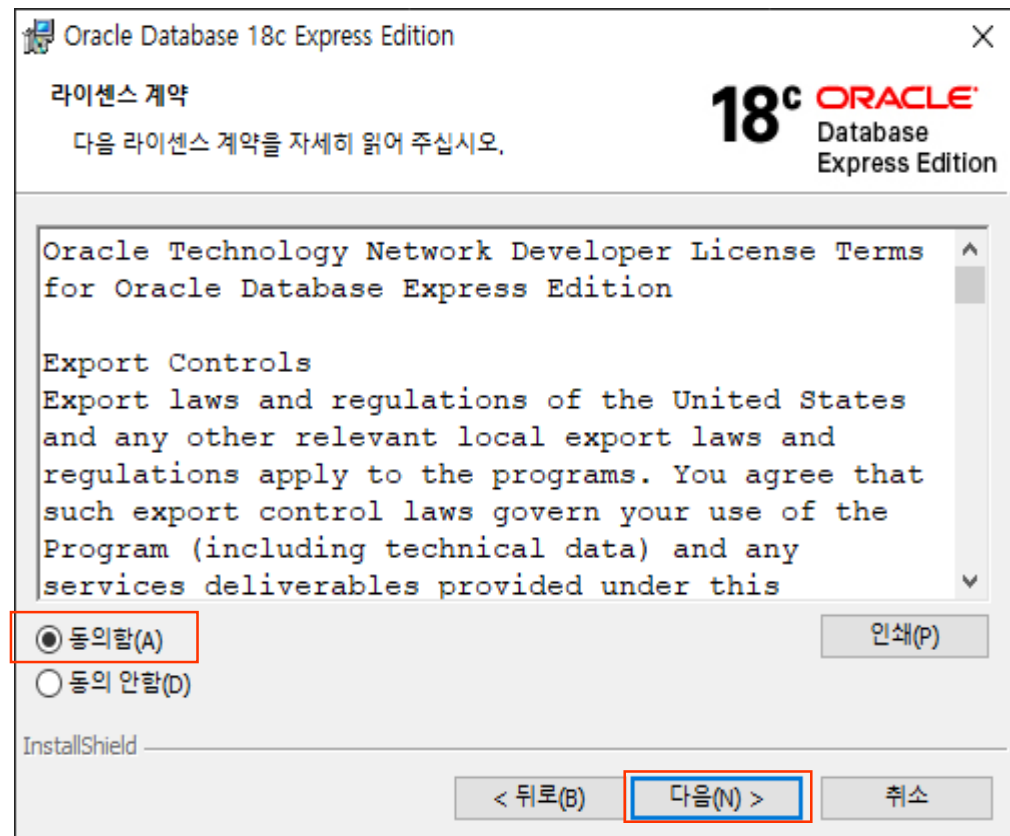 Oracle Database 18c Express Edition
라이센스 계약
다음 라이센스 계약을 자세히 읽어 주십시오.
18c ORACLE
Database
Express Edition
Oracle Technology Network Developer License Terms
for Oracle Database Express Edition
Export Controls
Export laws and regulations of the United States
and any other relevant local export laws and
regulations apply to the programs. You agree that
such export control laws govern your use of the
Program (including technical data) and any
services deliverables provided under this
동의함(A)
인쇄(P)
동의 안함(D)
InstallShield
< 뒤로(B)
다음(N) >
취소